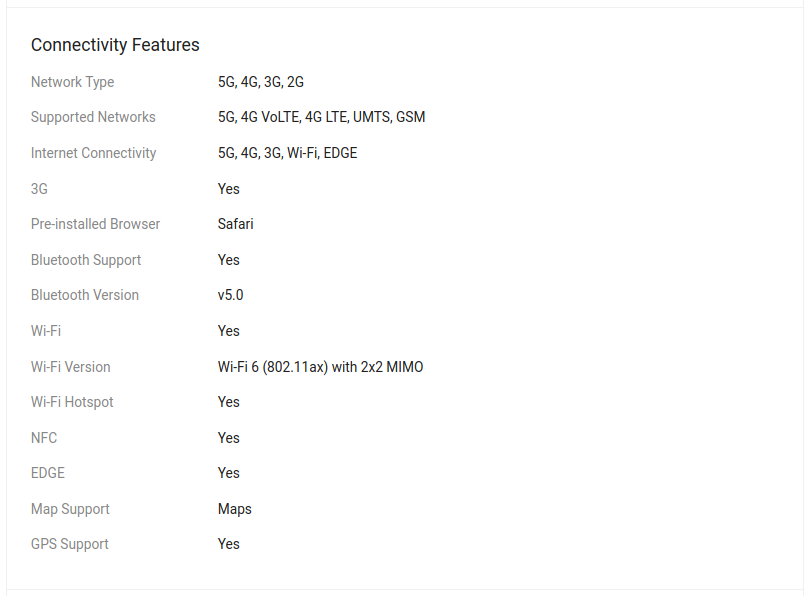 Connectivity Features
Network Type 5G, 4G, 3G, 2G
Supported Networks 5G, 4G VoLTE, 4G LTE, UMTS, GSM
Internet Connectivity 5G, 4G, 3G, Wi-Fi, EDGE
3G Yes
Pre-installed Browser Safari
Bluetooth Support Yes
Bluetooth Version v5.0
Wi-Fi Yes
Wi-Fi Version Wi-Fi 6 (802.11ax) with 2x2 MIMO
Wi-Fi Hotspot Yes
NFC Yes
EDGE Yes
Map Support Maps
GPS Support Yes